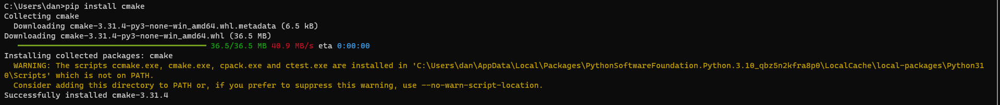 C:\Users\dan>pip install cmake
Collecting cmake
  Downloading cmake-3.31.4-py3-none-win_amd64.whl.metadata (6.5 kB)
Downloading cmake-3.31.4-py3-none-win_amd64.whl (36.5 MB)
36.5/36.5 MB 40.9 MB/s eta 0:00:00
Installing collected packages: cmake
  WARNING: The scripts ccmake.exe, cmake.exe, cpack.exe and ctest.exe are installed in 'C:\Users\dan\AppData\Local\Packages\PythonSoftwareFoundation.Python.3.10_qbz5n2kfra8p0\LocalCache\local-packages\Python31
0\Scripts' which is not on PATH.
  Consider adding this directory to PATH or, if you prefer to suppress this warning, use --no-warn-script-location.
Successfully installed cmake-3.31.4